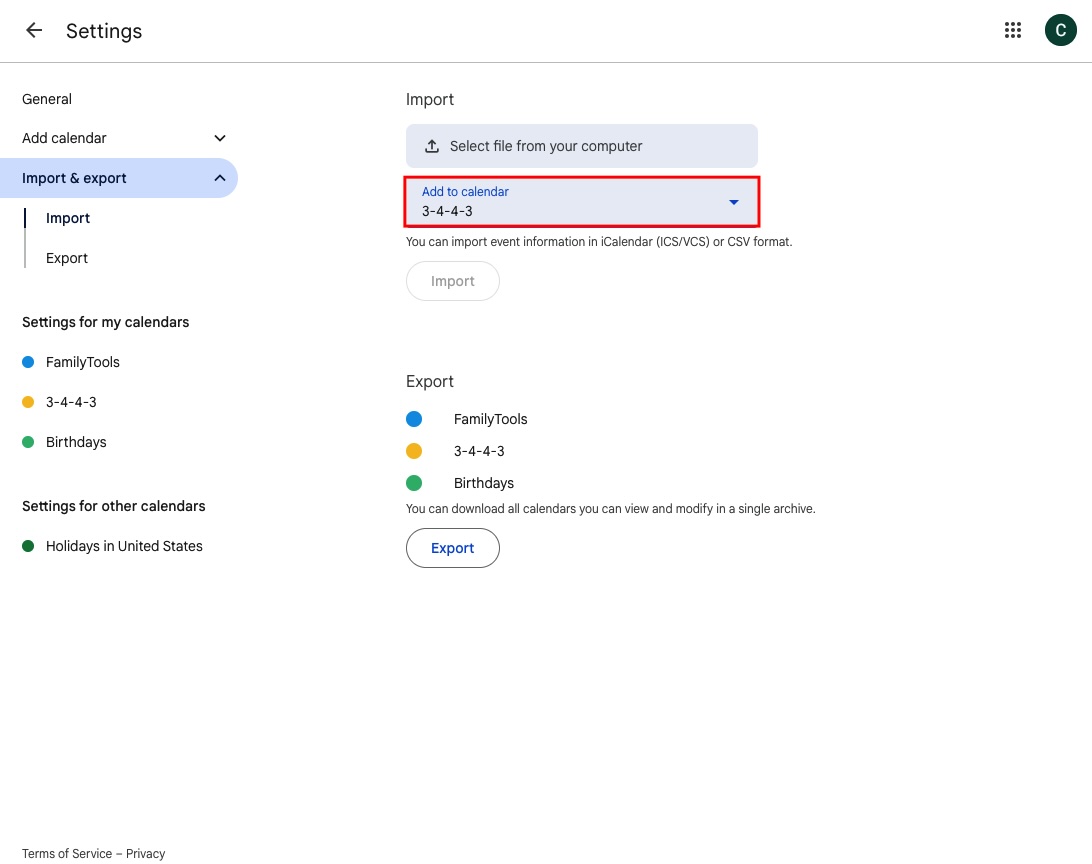 Settings
C
General
Add calendar
Import & export
Import
Export
Settings for my calendars
FamilyTools
3-4-4-3
Birthdays
Settings for other calendars
Holidays in United States
Import
Select file from your computer
Add to calendar
3-4-4-3
You can import event information in iCalendar (ICS/VCS) or CSV format.
Import
Export
FamilyTools
3-4-4-3
Birthdays
You can download all calendars you can view and modify in a single archive.
Export
Terms of Service – Privacy